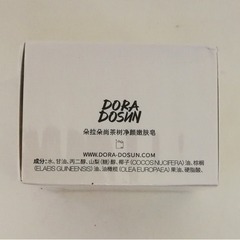 DORA
DOSUN
朵拉朵尚茶树净颜嫩肤皂
WWW.DORA-DOSUN.COM
成分:水、甘油、丙二醇、山梨(糖)醇、椰子(COCOS NUCIFERA)油、棕榈
(ELAEIS GUINEENSIS)油、油橄榄(OLEA EUROPAEA)果油、硬脂酸、